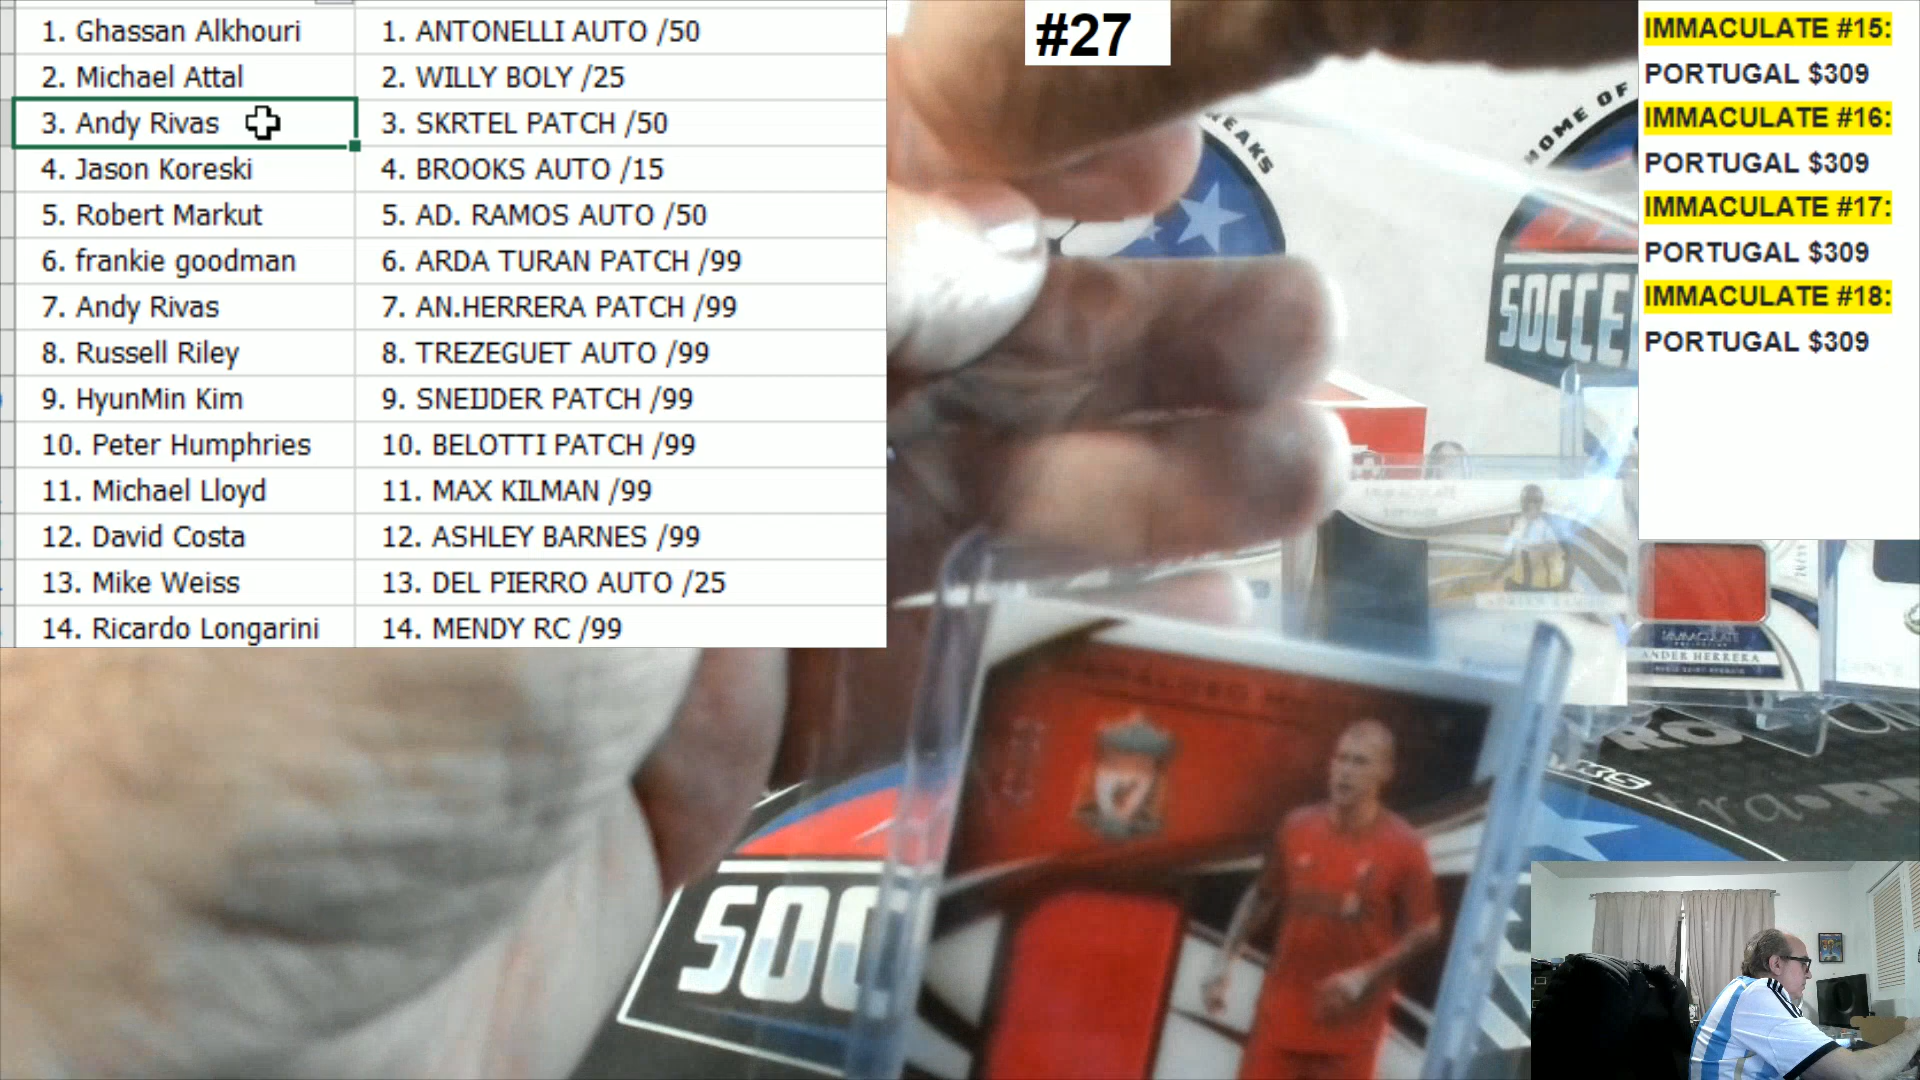 1. Ghassan Alkhouri
2. Michael Attal
3. Andy Rivas
4. Jason Koreski
5. Robert Markut
6. frankie goodman
7. Andy Rivas
8. Russell Riley
9. HyunMin Kim
10. Peter Humphries
11. Michael Lloyd
12. David Costa
13. Mike Weiss
14. Ricardo Longarini
1. ANTONELLI AUTO /50
2. WILLY BOLY /25
3. SKRTEL PATCH /50
4. BROOKS AUTO /15
5. AD. RAMOS AUTO /50
6. ARDA TURAN PATCH /99
7. AN.HERRERA PATCH /99
8. TREZEGUET AUTO /99
9. SNEIJDER PATCH /99
10. BELOTTI PATCH /99
11. MAX KILMAN /99
12. ASHLEY BARNES /99
13. DEL PIERRO AUTO /25
14. MENDY RC /99
#27
IMMACULATE #15:
PORTUGAL $309
IMMACULATE #16:
PORTUGAL $309
IMMACULATE #17:
PORTUGAL $309
IMMACULATE #18:
PORTUGAL $309
HOME OF
SOCCE
IMMACULATE
ANDER HERRERA
SOC